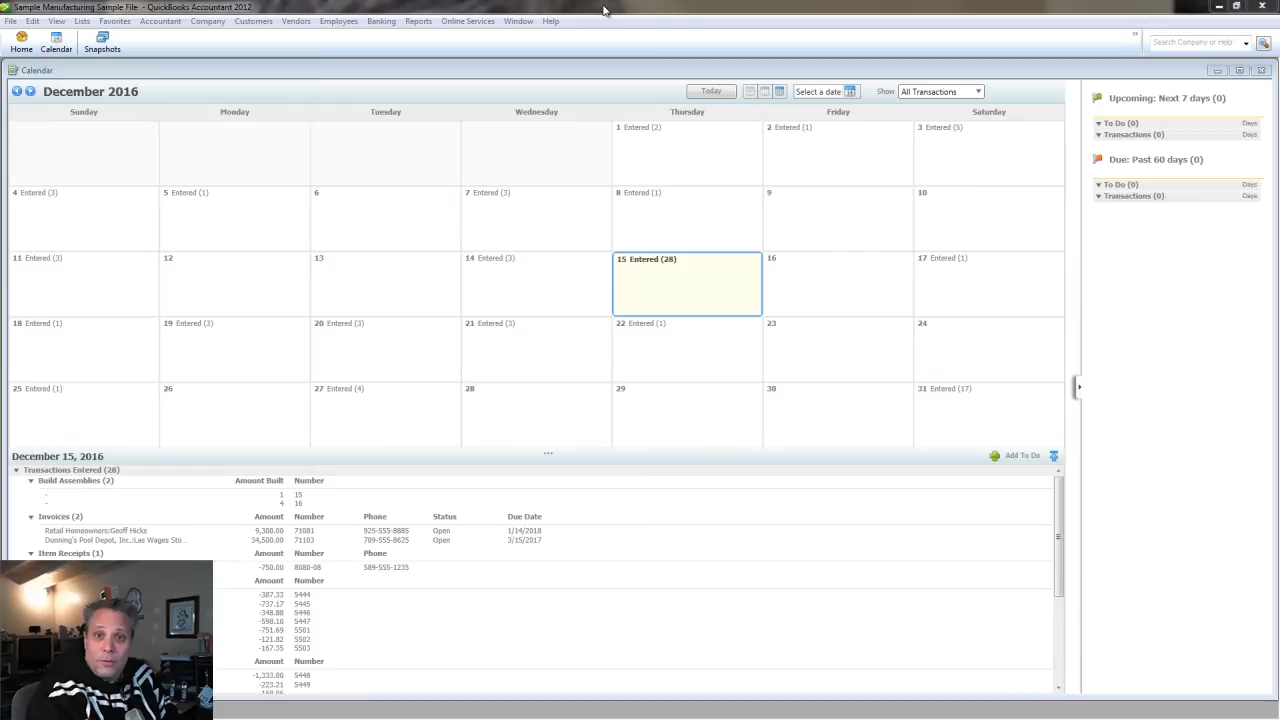 Sample Manufacturing Sample File - QuickBooks Accountant 2012
File Edit View Lists Favorites Accountant Company Customers Vendors Employees Banking Reports Online Services Window Help
Home Calendar Snapshots
Search Company or Help
Calendar
December 2016 Today Select a date Show All Transactions
Upcoming: Next 7 days (0)
To Do (0) Days
Transactions (0) Days
Due: Past 60 days (0)
To Do (0) Days
Transactions (0) Days
Sunday Monday Tuesday Wednesday Thursday Friday Saturday
1 Entered (2) 2 Entered (1) 3 Entered (5)
4 Entered (3) 5 Entered (1) 6 7 Entered (3) 8 Entered (1) 9 10
11 Entered (3) 12 13 14 Entered (3) 15 Entered (28) 16 17 Entered (1)
18 Entered (1) 19 Entered (3) 20 Entered (3) 21 Entered (3) 22 Entered (1) 23 24
25 Entered (1) 26 27 Entered (4) 28 29 30 31 Entered (17)
December 15, 2016 Add To Do
Transactions Entered (28)
Build Assemblies (2) Amount Built Number
- 1 15
- 4 16
Invoices (2) Amount Number Phone Status Due Date
Retail Homeowners:Geoff Hicks 9,300.00 71081 925-555-8885 Open 1/14/2018
Dunning's Pool Depot, Inc.:Las Wages Sto... 34,500.00 71103 709-555-8625 Open 3/15/2017
Item Receipts (1) Amount Number Phone
-750.00 8080-08 589-555-1235
Amount Number
-387.33 5444
-737.17 5445
-348.88 5446
-598.10 5447
-751.69 5501
-121.82 5502
-167.35 5503
Amount Number
-1,333.00 5448
-223.21 5449